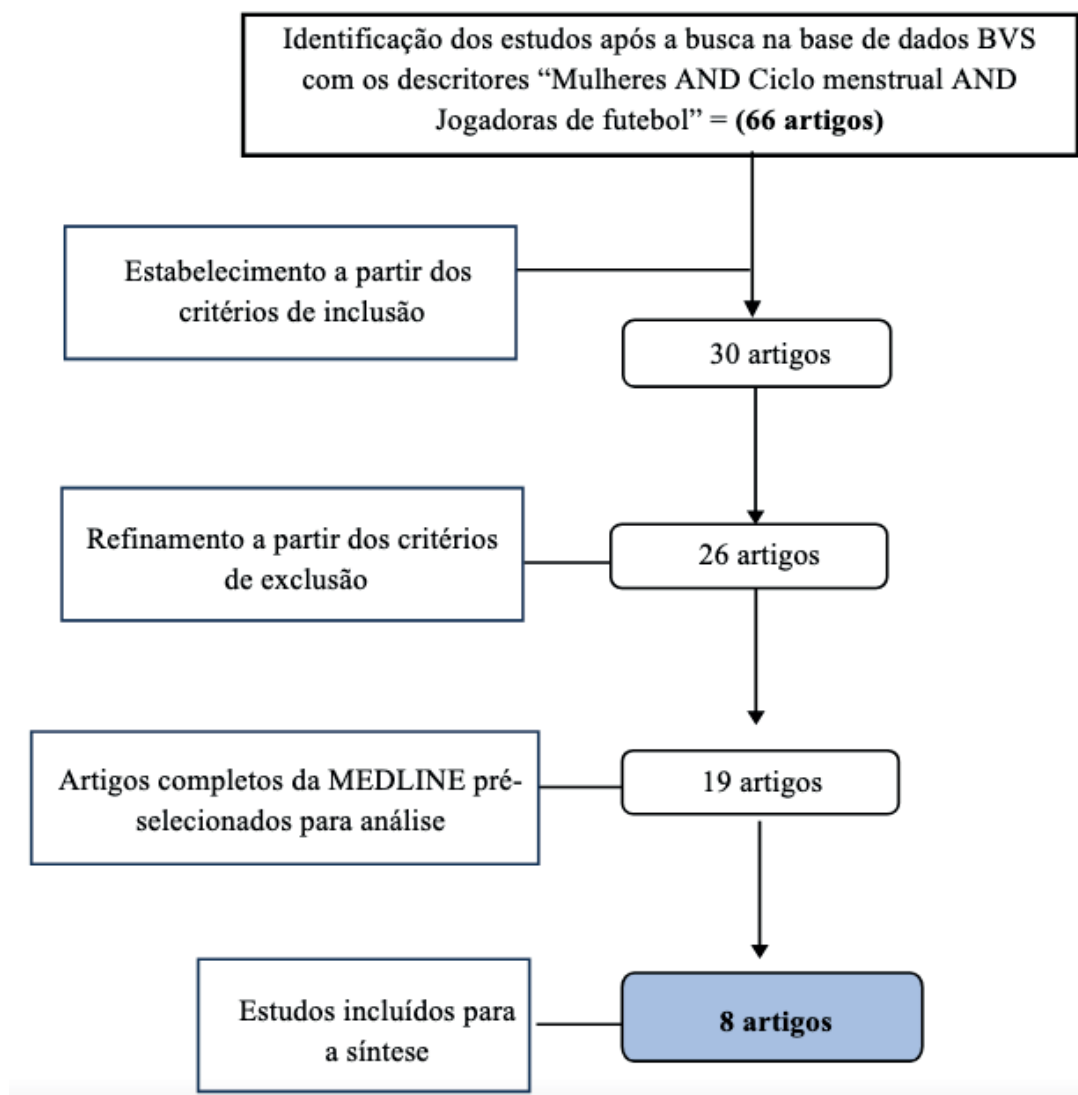 Identificação dos estudos após a busca na base de dados BVS
com os descritores “Mulheres AND Ciclo menstrual AND
Jogadoras de futebol” = (66 artigos)
Estabelecimento a partir dos
critérios de inclusão
30 artigos
Refinamento a partir dos critérios
de exclusão
26 artigos
Artigos completos da MEDLINE pré-
selecionados para análise
19 artigos
Estudos incluídos para
a síntese
8 artigos